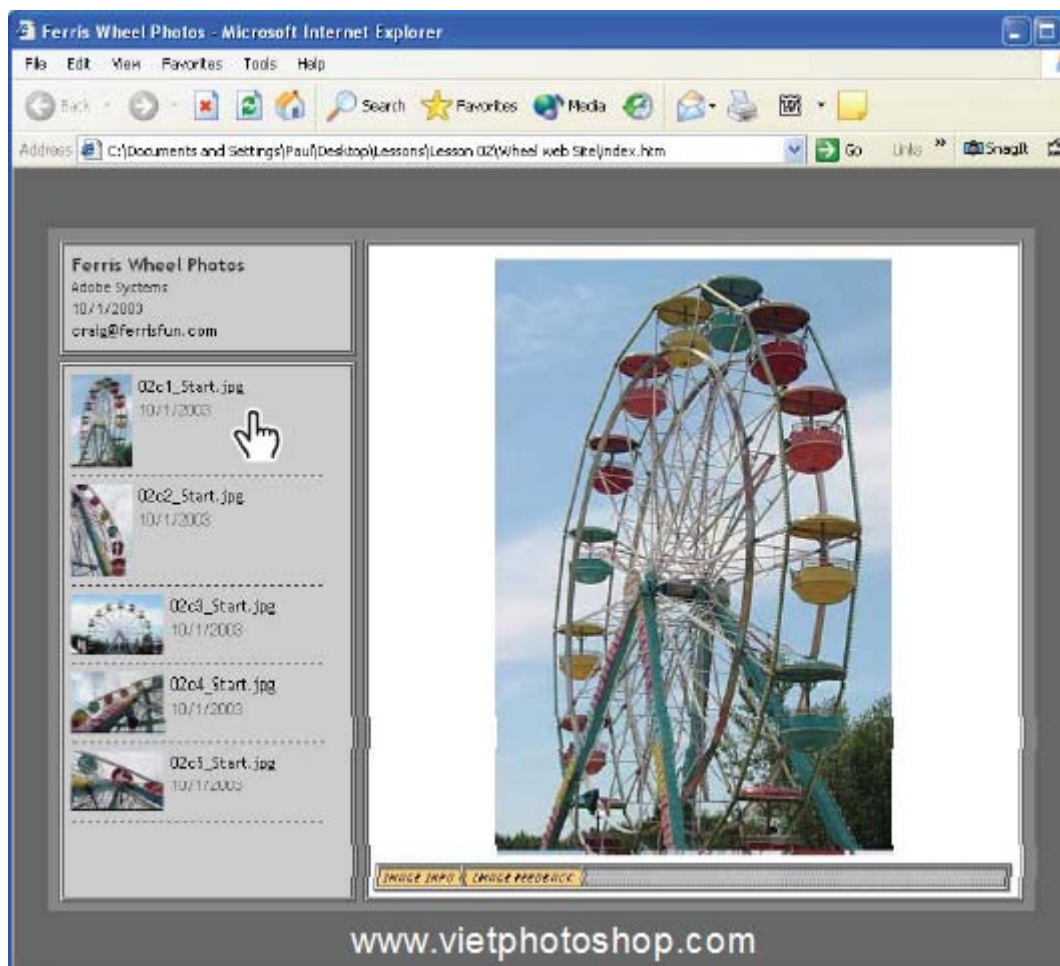 Ferris Wheel Photos - Microsoft Internet Explorer
File Edit View Favorites Tools Help
Back Search Favorites Media
Address C:\Documents and Settings\Paul\Desktop\Lessons\Lesson 02\Wheel web Site\index.htm Go Links » SnagIt
Ferris Wheel Photos
Adobe Systems
10/1/2003
craig@ferrisfun.com
02c1_Start.jpg
10/1/2003
02c2_Start.jpg
10/1/2003
02c3_Start.jpg
10/1/2003
02c4_Start.jpg
10/1/2003
02c5_Start.jpg
10/1/2003
IMAGE INFO IMAGE FEEDBACK
www.vietphotoshop.com